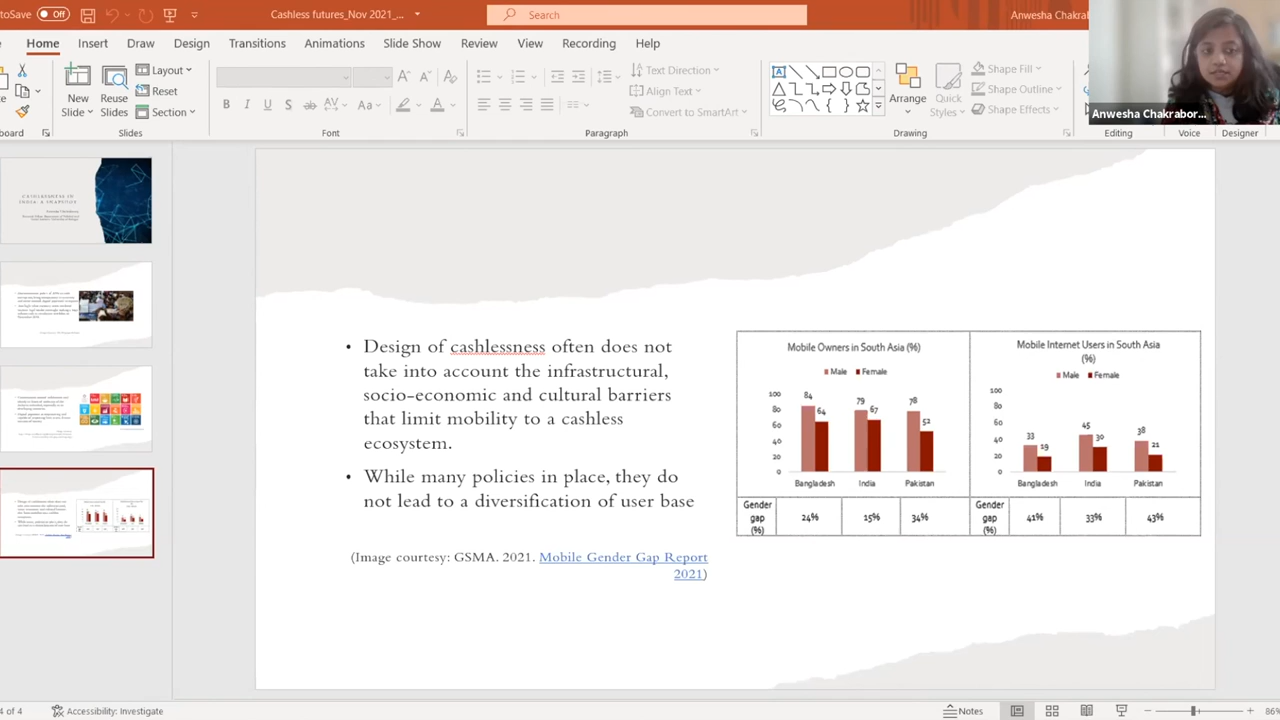 toSave Off
Cashless futures_Nov 2021_...
Search
Anwesha Chakral
Home Insert Draw Design Transitions Animations Slide Show Review View Recording Help
New Slide
Reuse Slides
Layout
Reset
Section
Text Direction
Align Text
Convert to SmartArt
Arrange
Quick Styles
Shape Fill
Shape Outline
Shape Effects
Anwesha Chakrabor...
board Slides Font Paragraph Drawing Editing Voice Designer
• Design of cashlessness often does not
take into account the infrastructural,
socio-economic and cultural barriers
that limit mobility to a cashless
ecosystem.
• While many policies in place, they do
not lead to a diversification of user base
(Image courtesy: GSMA. 2021. Mobile Gender Gap Report
2021)
Mobile Owners in South Asia (%)
Male Female
100
80
60
40
20
0
84 64 79 67 78 52
Bangladesh India Pakistan
Gender gap (%) 24% 15% 34%
Mobile Internet Users in South Asia
(%)
Male Female
100
80
60
40
20
0
33 19 45 30 38 21
Bangladesh India Pakistan
Gender gap (%) 41% 33% 43%
4 of 4
Accessibility: Investigate
Notes
86%